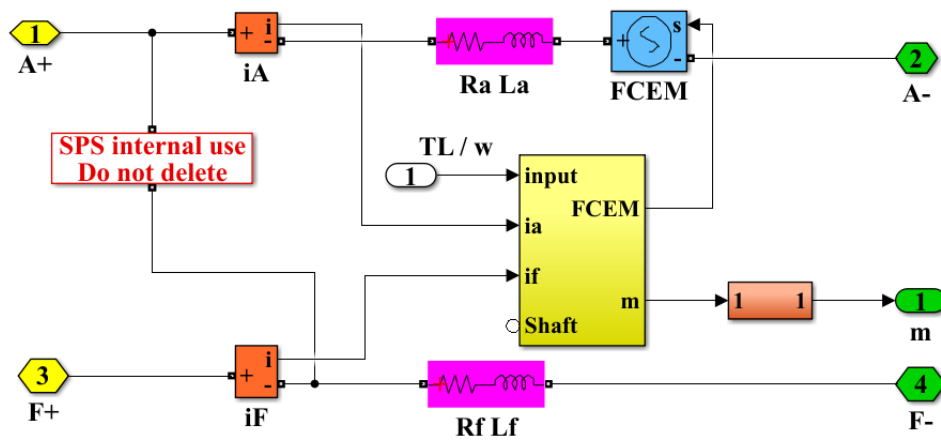 1
A+
+
i
-
iA
Ra La
+
s
-
FCEM
2
A-
SPS internal use
Do not delete
TL / w
1
input
FCEM
ia
if
m
Shaft
1 1
1
m
3
F+
+
i
-
iF
Rf Lf
4
F-